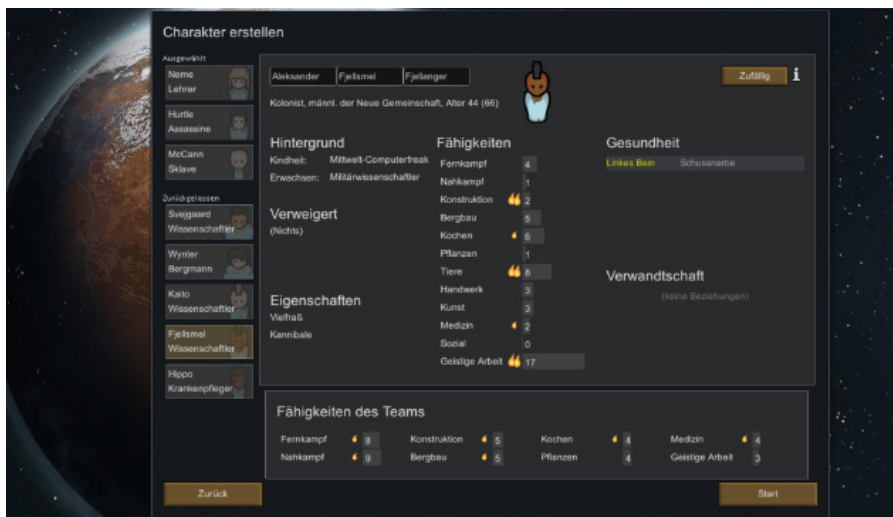 Charakter erstellen
Ausgewählt
Neme
Lehrer
Hurtle
Assassine
McCann
Sklave
Zurückgelassen
Svejgaard
Wissenschaftler
Wynter
Bergmann
Kaito
Wissenschaftler
Fjellsmel
Wissenschaftler
Hippo
Krankenpfleger
Aleksander Fjellsmel Fjellanger
Zufällig
Kolonist, männl. der Neue Gemeinschaft, Alter 44 (66)
Hintergrund
Kindheit: Mittwelt-Computerfreak
Erwachsen: Militärwissenschaftler
Verweigert
(Nichts)
Eigenschaften
Vielfraß
Kannibale
Fähigkeiten
Fernkampf 4
Nahkampf 1
Konstruktion 2
Bergbau 5
Kochen 6
Pflanzen 1
Tiere 8
Handwerk 3
Kunst 3
Medizin 2
Sozial 0
Geistige Arbeit 17
Gesundheit
Linkes Bein Schussnarbe
Verwandtschaft
(keine Beziehungen)
Fähigkeiten des Teams
Fernkampf 8 Konstruktion 5 Kochen 4 Medizin 4
Nahkampf 9 Bergbau 5 Pflanzen 4 Geistige Arbeit 3
Zurück
Start